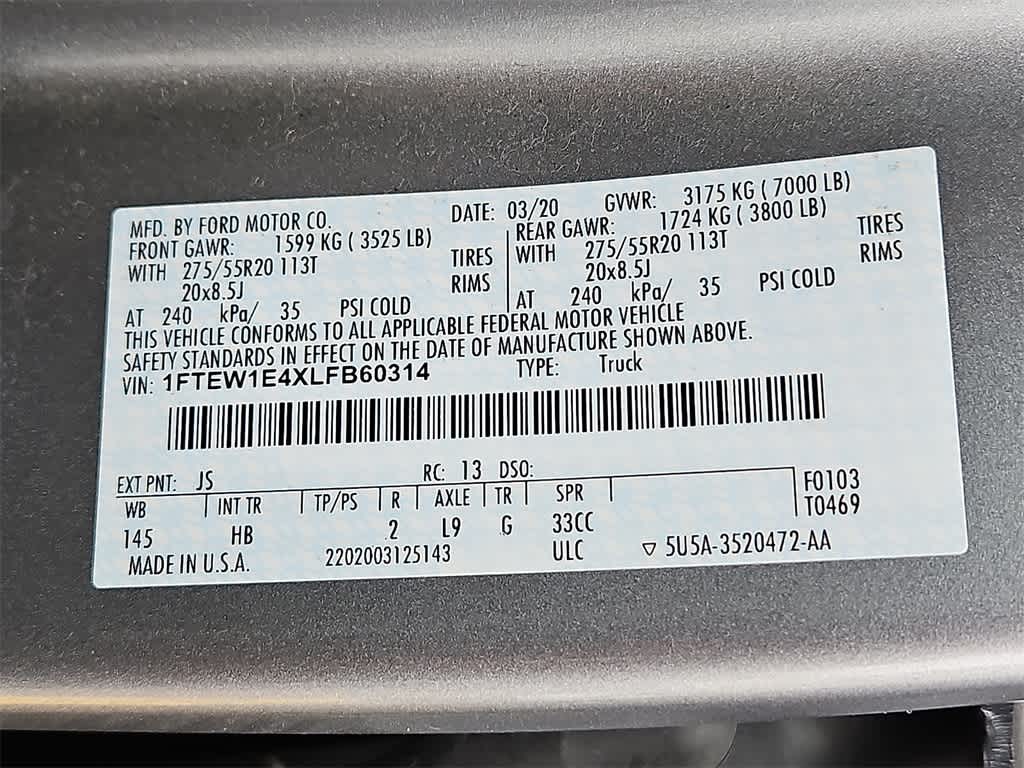 MFD. BY FORD MOTOR CO. DATE: 03/20 GVWR: 3175 KG ( 7000 LB)
FRONT GAWR: 1599 KG ( 3525 LB) REAR GAWR: 1724 KG ( 3800 LB)
WITH 275/55R20 113T TIRES WITH 275/55R20 113T TIRES
20x8.5J RIMS 20x8.5J RIMS
AT 240 kPa/ 35 PSI COLD AT 240 kPa/ 35 PSI COLD
THIS VEHICLE CONFORMS TO ALL APPLICABLE FEDERAL MOTOR VEHICLE
SAFETY STANDARDS IN EFFECT ON THE DATE OF MANUFACTURE SHOWN ABOVE.
VIN: 1FTEW1E4XLFB60314 TYPE: Truck
EXT PNT: JS RC: 13 DSO:
WB INT TR TP/PS R AXLE TR SPR F0103
T0469
145 HB 2 L9 G 33CC
MADE IN U.S.A. 2202003125143 ULC ▽ 5U5A-3520472-AA